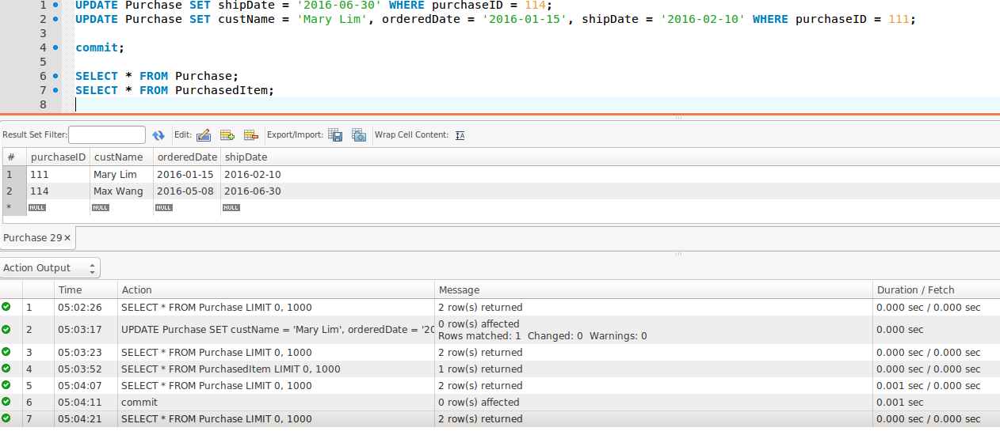 1 UPDATE Purchase SET shipDate = '2016-06-30' WHERE purchaseID = 114;
2 UPDATE Purchase SET custName = 'Mary Lim', orderedDate = '2016-01-15', shipDate = '2016-02-10' WHERE purchaseID = 111;
3
4 commit;
5
6 SELECT * FROM Purchase;
7 SELECT * FROM PurchasedItem;
8
Result Set Filter: Edit: Export/Import: Wrap Cell Content:
# purchaseID custName orderedDate shipDate
1 111 Mary Lim 2016-01-15 2016-02-10
2 114 Max Wang 2016-05-08 2016-06-30
* NULL NULL NULL NULL
Purchase 29 ×
Action Output
Time Action Message Duration / Fetch
1 05:02:26 SELECT * FROM Purchase LIMIT 0, 1000 2 row(s) returned 0.000 sec / 0.000 sec
2 05:03:17 UPDATE Purchase SET custName = 'Mary Lim', orderedDate = '20 0 row(s) affected 0.000 sec
Rows matched: 1 Changed: 0 Warnings: 0
3 05:03:23 SELECT * FROM Purchase LIMIT 0, 1000 2 row(s) returned 0.000 sec / 0.000 sec
4 05:03:52 SELECT * FROM PurchasedItem LIMIT 0, 1000 1 row(s) returned 0.000 sec / 0.000 sec
5 05:04:07 SELECT * FROM Purchase LIMIT 0, 1000 2 row(s) returned 0.001 sec / 0.000 sec
6 05:04:11 commit 0 row(s) affected 0.001 sec
7 05:04:21 SELECT * FROM Purchase LIMIT 0, 1000 2 row(s) returned 0.000 sec / 0.000 sec